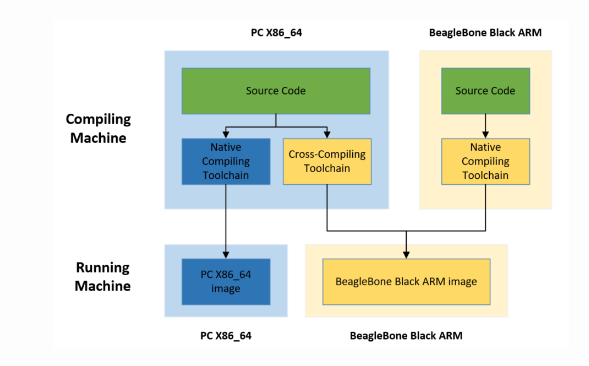 PC X86_64
BeagleBone Black ARM
Compiling
Machine
Source Code
Source Code
Native
Compiling
Toolchain
Cross-Compiling
Toolchain
Native
Compiling
Toolchain
Running
Machine
PC X86_64
image
BeagleBone Black ARM image
PC X86_64
BeagleBone Black ARM